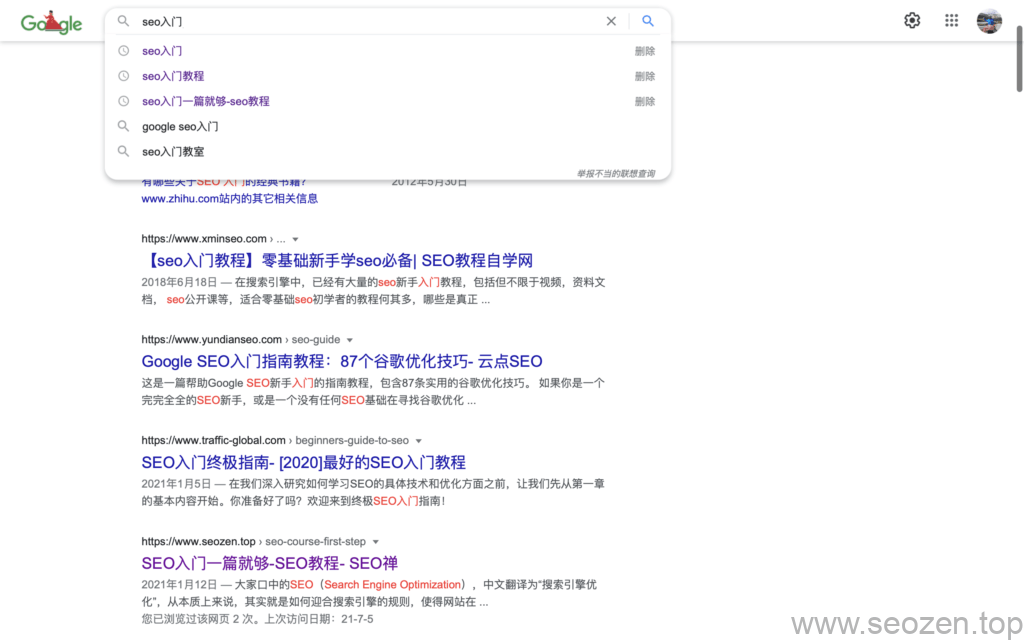 Google
seo入门
seo入门 删除
seo入门教程 删除
seo入门一篇就够-seo教程 删除
google seo入门
seo入门教室
举报不当的联想查询
有哪些关于SEO 入门的经典书籍? 2012年5月30日
www.zhihu.com站内的其它相关信息
https://www.xminseo.com › ...
【seo入门教程】零基础新手学seo必备| SEO教程自学网
2018年6月18日 — 在搜索引擎中，已经有大量的seo新手入门教程，包括但不限于视频，资料文
档， seo公开课等，适合零基础seo初学者的教程何其多，哪些是真正 ...
https://www.yundianseo.com › seo-guide
Google SEO入门指南教程：87个谷歌优化技巧- 云点SEO
这是一篇帮助Google SEO新手入门的指南教程，包含87条实用的谷歌优化技巧。 如果你是一个
完完全全的SEO新手，或是一个没有任何SEO基础在寻找谷歌优化 ...
https://www.traffic-global.com › beginners-guide-to-seo
SEO入门终极指南- [2020]最好的SEO入门教程
2021年1月5日 — 在我们深入研究如何学习SEO的具体技术和优化方面之前，让我们先从第一章
的基本内容开始。你准备好了吗？欢迎来到终极SEO入门指南！
https://www.seozen.top › seo-course-first-step
SEO入门一篇就够-SEO教程- SEO禅
2021年1月12日 — 大家口中的SEO（Search Engine Optimization），中文翻译为“搜索引擎优
化”，从本质上来说，其实就是如何迎合搜索引擎的规则，使得网站在 ...
您已浏览过该网页 2 次。上次访问日期：21-7-5
www.seozen.top